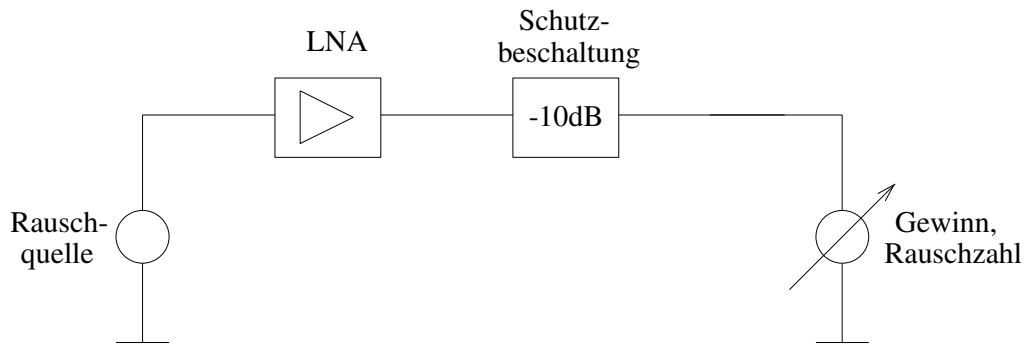 Schutz-
beschaltung
LNA
-10dB
Rausch-
quelle
Gewinn,
Rauschzahl